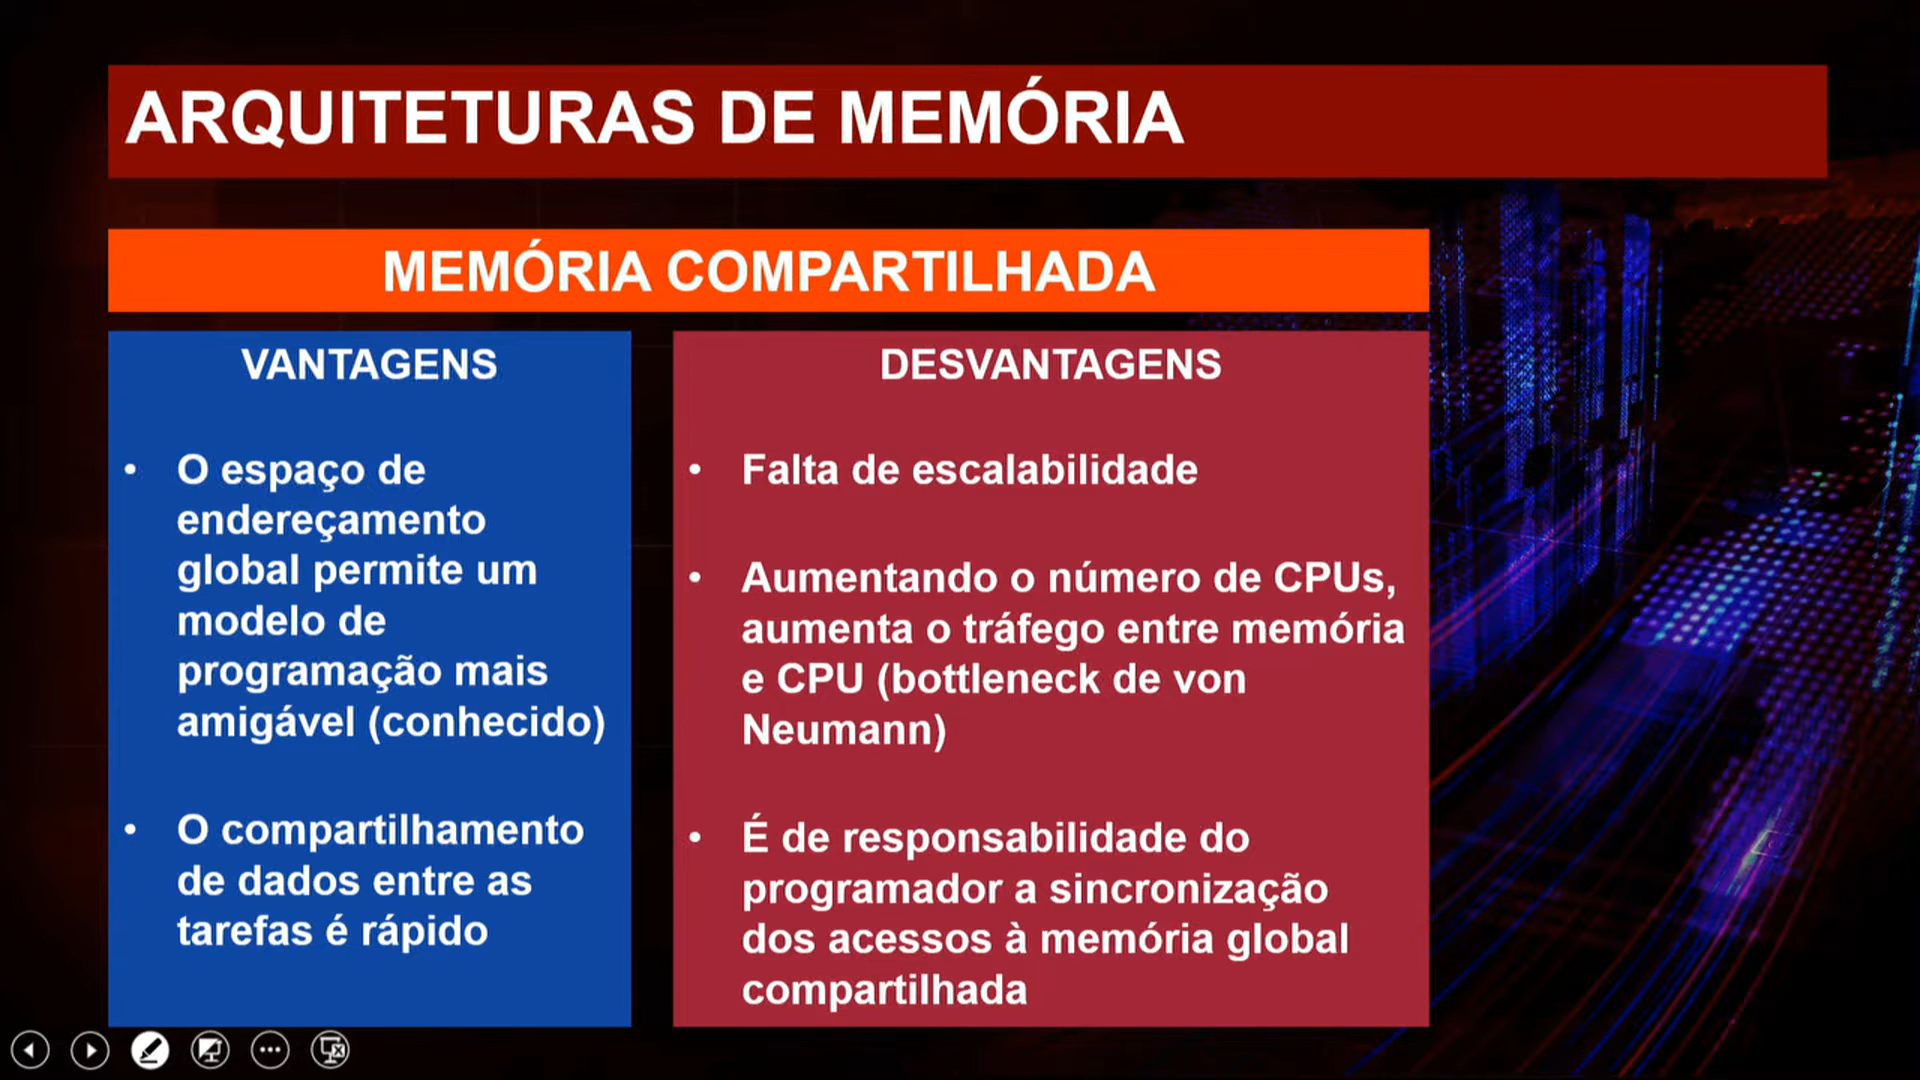 ARQUITETURAS DE MEMÓRIA
MEMÓRIA COMPARTILHADA
VANTAGENS
• O espaço de
endereçamento
global permite um
modelo de
programação mais
amigável (conhecido)
• O compartilhamento
de dados entre as
tarefas é rápido
DESVANTAGENS
• Falta de escalabilidade
• Aumentando o número de CPUs,
aumenta o tráfego entre memória
e CPU (bottleneck de von
Neumann)
• É de responsabilidade do
programador a sincronização
dos acessos à memória global
compartilhada